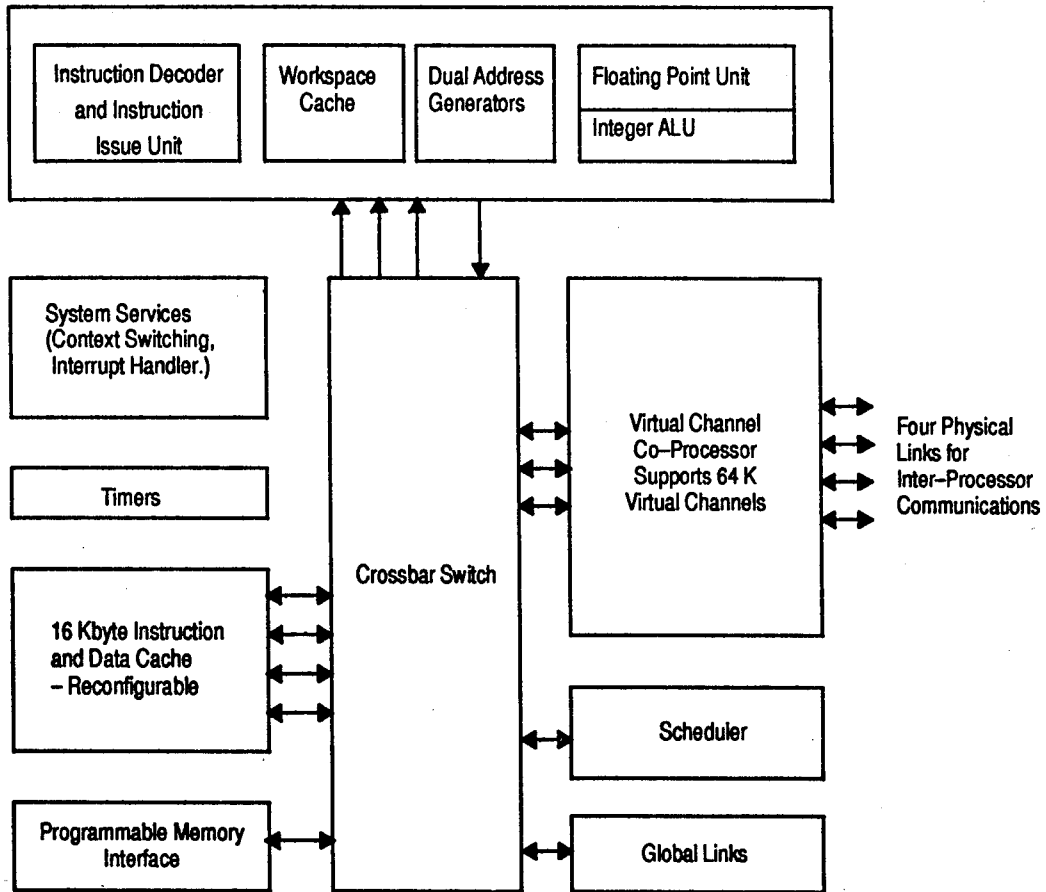 Instruction Decoder
and Instruction
Issue Unit
Workspace
Cache
Dual Address
Generators
Floating Point Unit
Integer ALU
System Services
(Context Switching,
Interrupt Handler.)
Timers
16 Kbyte Instruction
and Data Cache
– Reconfigurable
Programmable Memory
Interface
Crossbar Switch
Virtual Channel
Co–Processor
Supports 64 K
Virtual Channels
Four Physical
Links for
Inter–Processor
Communications
Scheduler
Global Links